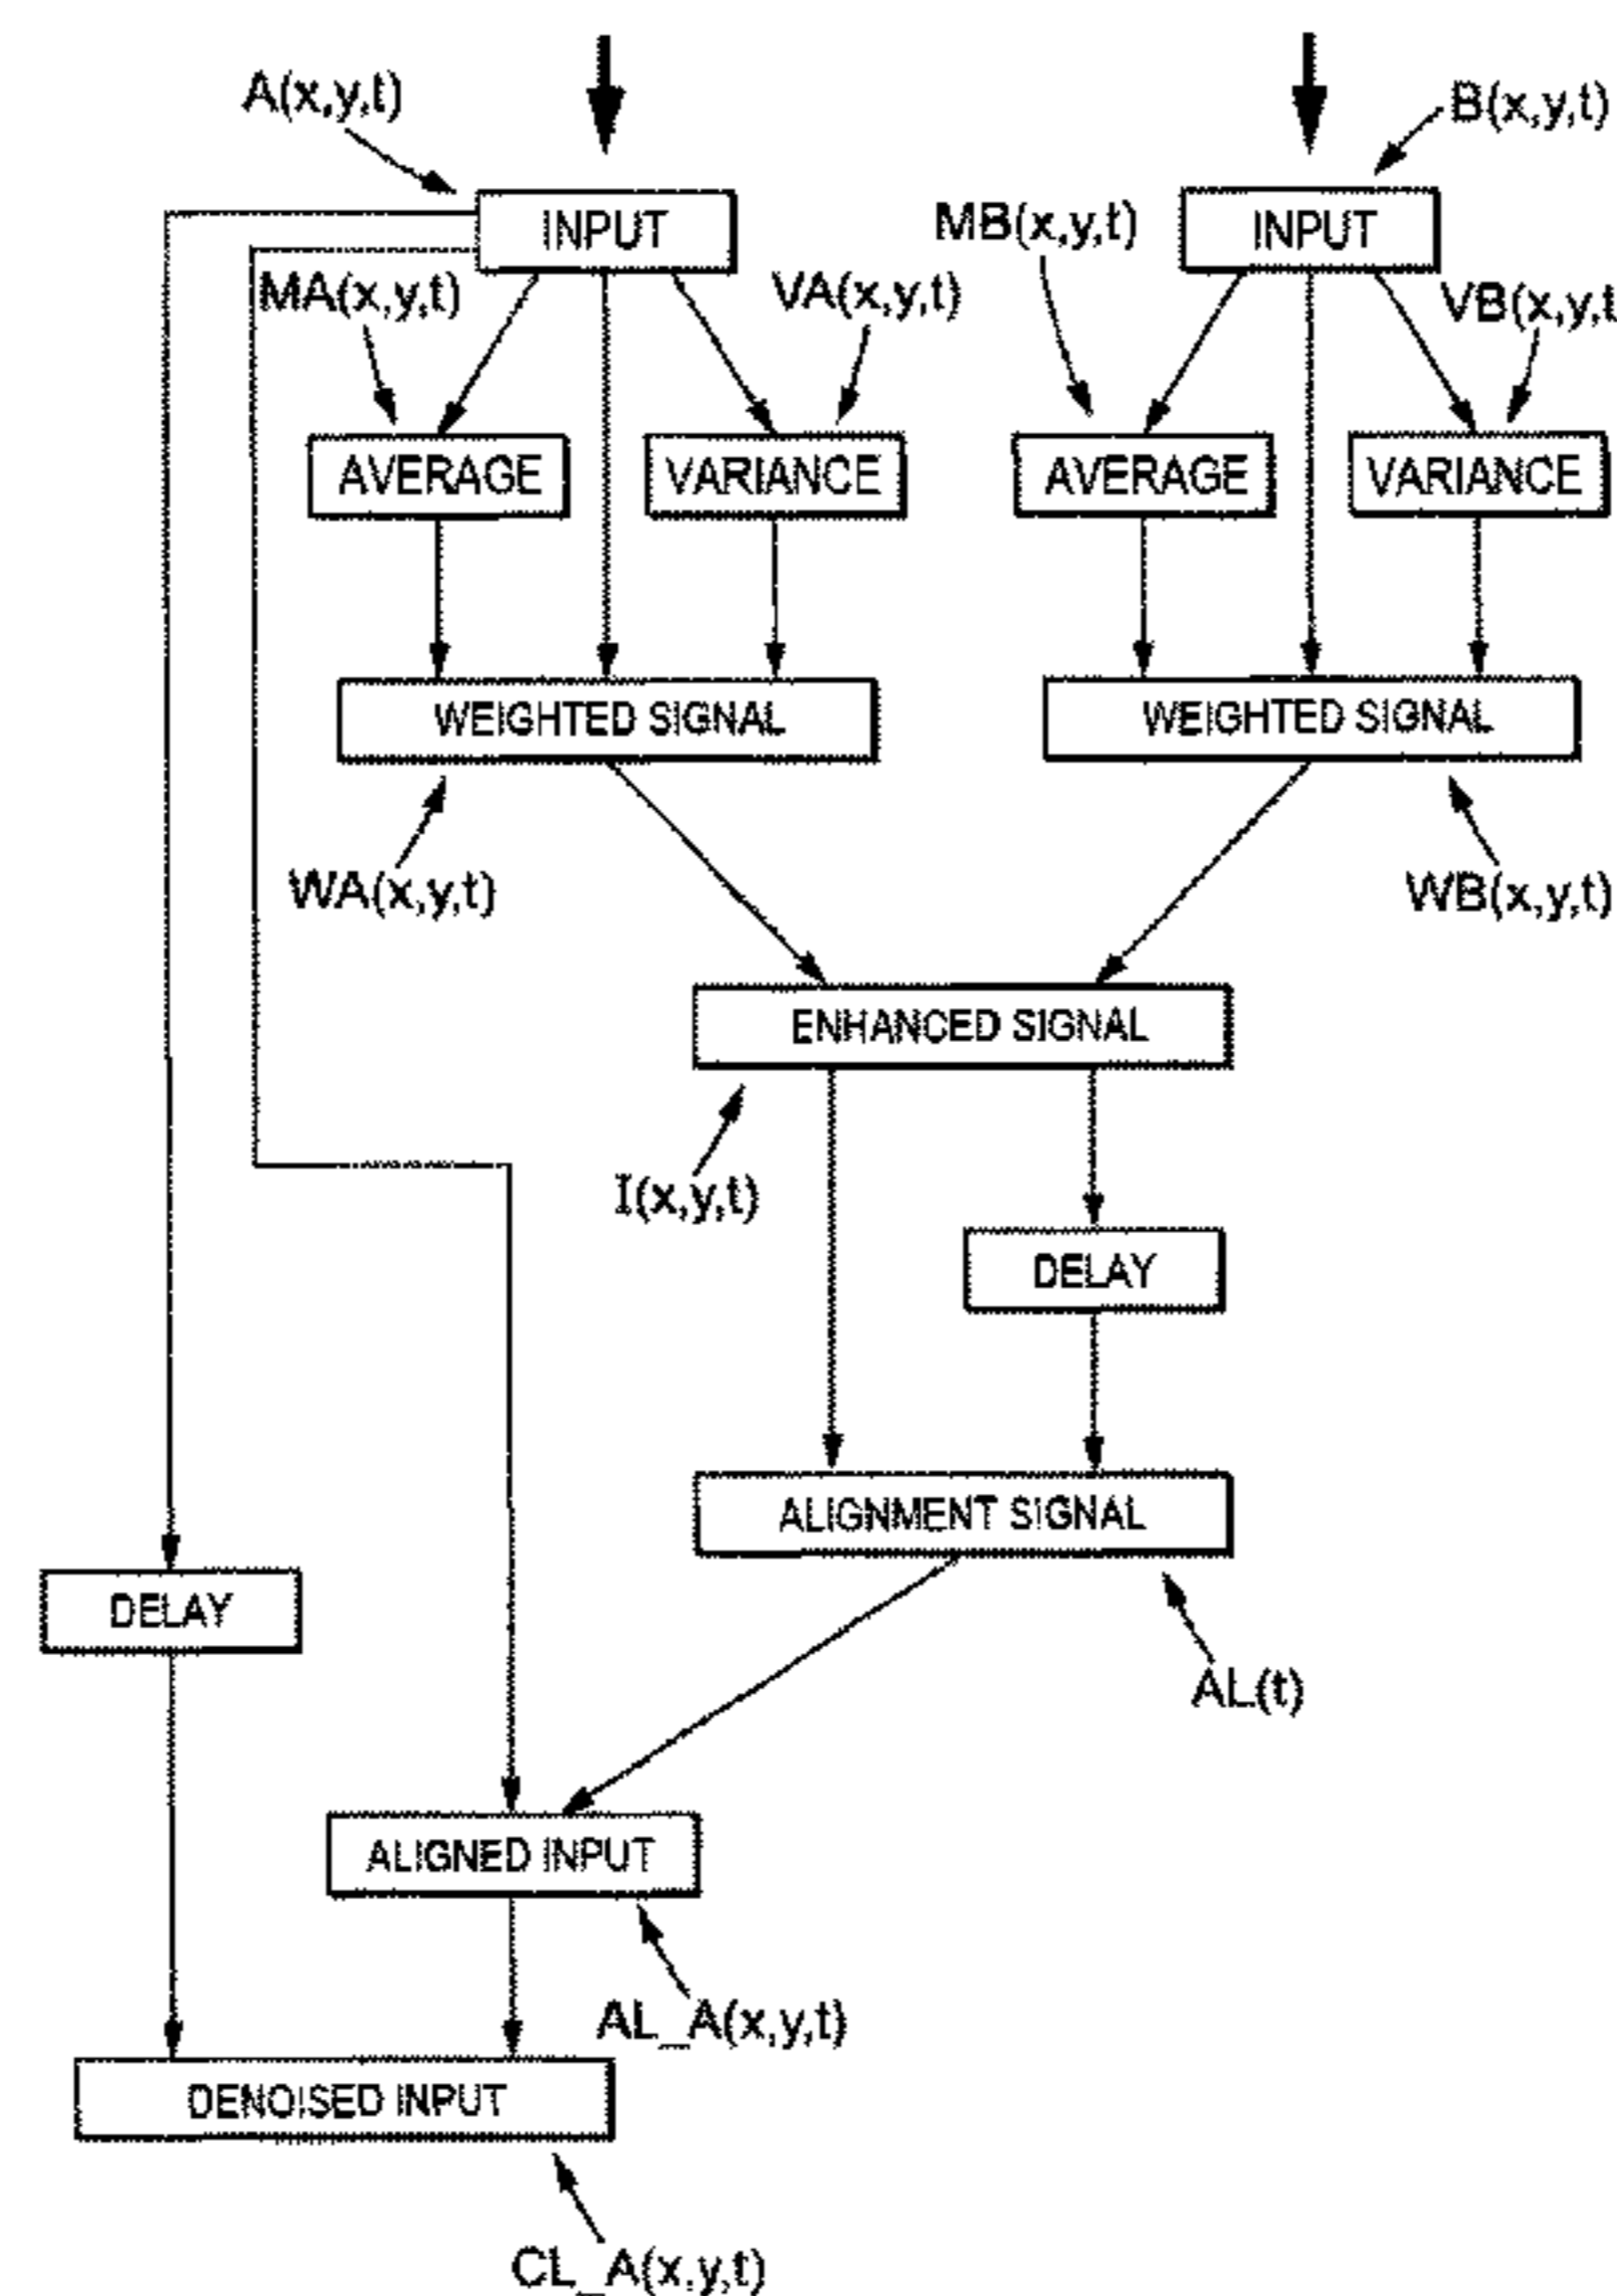 A(x,y,t)
B(x,y,t)
INPUT
MB(x,y,t)
INPUT
MA(x,y,t)
VA(x,y,t)
VB(x,y,t
AVERAGE
VARIANCE
AVERAGE
VARIANCE
WEIGHTED SIGNAL
WEIGHTED SIGNAL
WA(x,y,t)
WB(x,y,t)
ENHANCED SIGNAL
I(x,y,t)
DELAY
ALIGNMENT SIGNAL
DELAY
AL(t)
ALIGNED INPUT
AL_A(x,y,t)
DENOISED INPUT
CL_A(x,y,t)